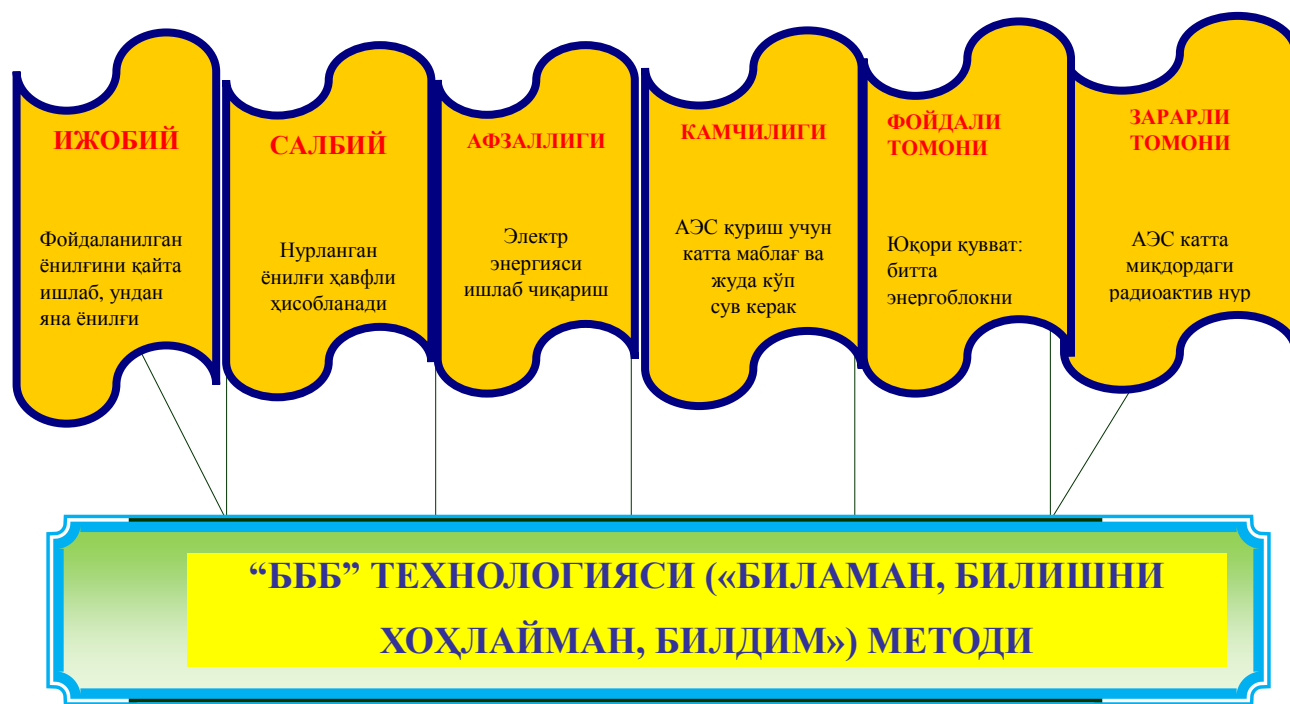 ИЖОБИЙ
Фойдаланилган
ёнилғини қайта
ишлаб, ундан
яна ёнилғи
САЛБИЙ
Нурланган
ёнилғи ҳавфли
ҳисобланади
АФЗАЛЛИГИ
Электр
энергияси
ишлаб чиқариш
КАМЧИЛИГИ
АЭС қуриш учун
катта маблағ ва
жуда кўп
сув керак
ФОЙДАЛИ
ТОМОНИ
Юқори қувват:
битта
энергоблокни
ЗАРАРЛИ
ТОМОНИ
АЭС катта
миқдордаги
радиоактив нур
“БББ” ТЕХНОЛОГИЯСИ («БИЛАМАН, БИЛИШНИ
ХОҲЛАЙМАН, БИЛДИМ») МЕТОДИ